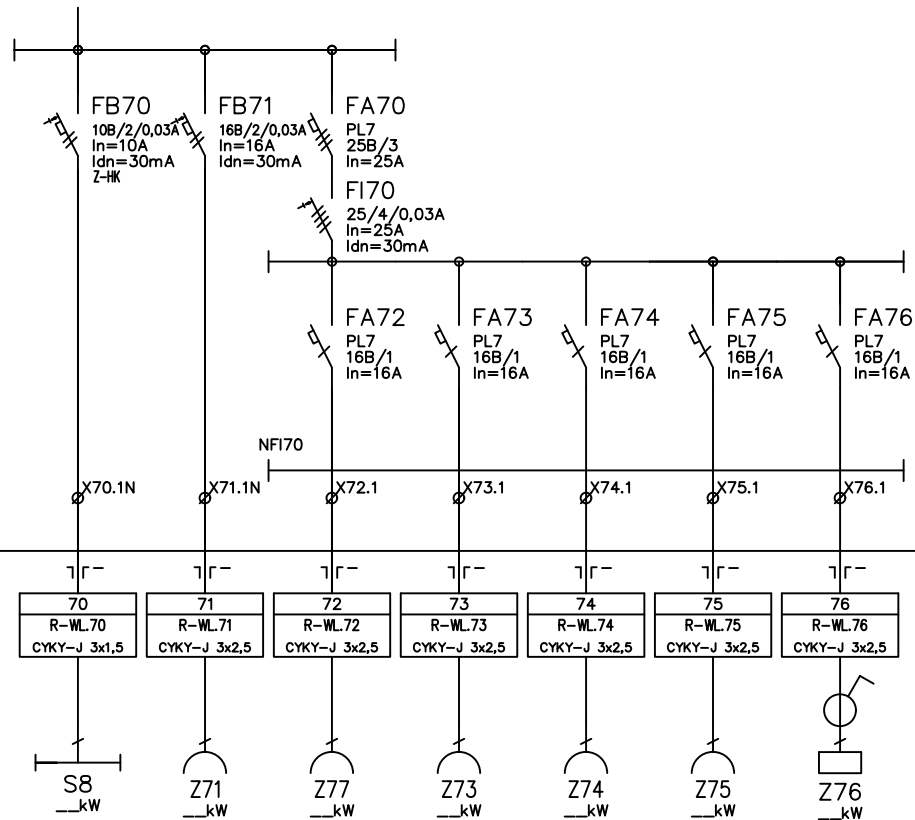 FB70
10B/2/0,03A
In=10A
Idn=30mA
Z-HK
FB71
16B/2/0,03A
In=16A
Idn=30mA
FA70
PL7
25B/3
In=25A
FI70
25/4/0,03A
In=25A
Idn=30mA
FA72
PL7
16B/1
In=16A
FA73
PL7
16B/1
In=16A
FA74
PL7
16B/1
In=16A
FA75
PL7
16B/1
In=16A
FA76
PL7
16B/1
In=16A
NFI70
X70.1N
X71.1N
X72.1
X73.1
X74.1
X75.1
X76.1
70
R-WL.70
CYKY-J 3x1,5
71
R-WL.71
CYKY-J 3x2,5
72
R-WL.72
CYKY-J 3x2,5
73
R-WL.73
CYKY-J 3x2,5
74
R-WL.74
CYKY-J 3x2,5
75
R-WL.75
CYKY-J 3x2,5
76
R-WL.76
CYKY-J 3x2,5
S8
__kW
Z71
__kW
Z77
__kW
Z73
__kW
Z74
__kW
Z75
__kW
Z76
__kW